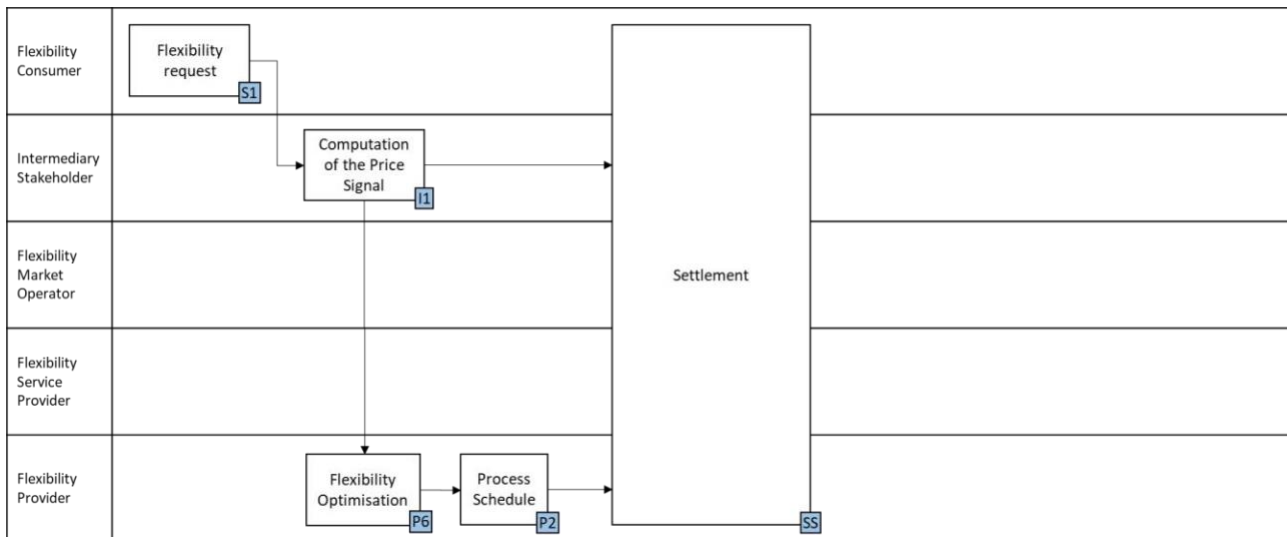 Flexibility
Consumer
Flexibility
request
S1
Intermediary
Stakeholder
Computation
of the Price
Signal
I1
Flexibility
Market
Operator
Settlement
Flexibility
Service
Provider
Flexibility
Provider
Flexibility
Optimisation
P6
Process
Schedule
P2
SS